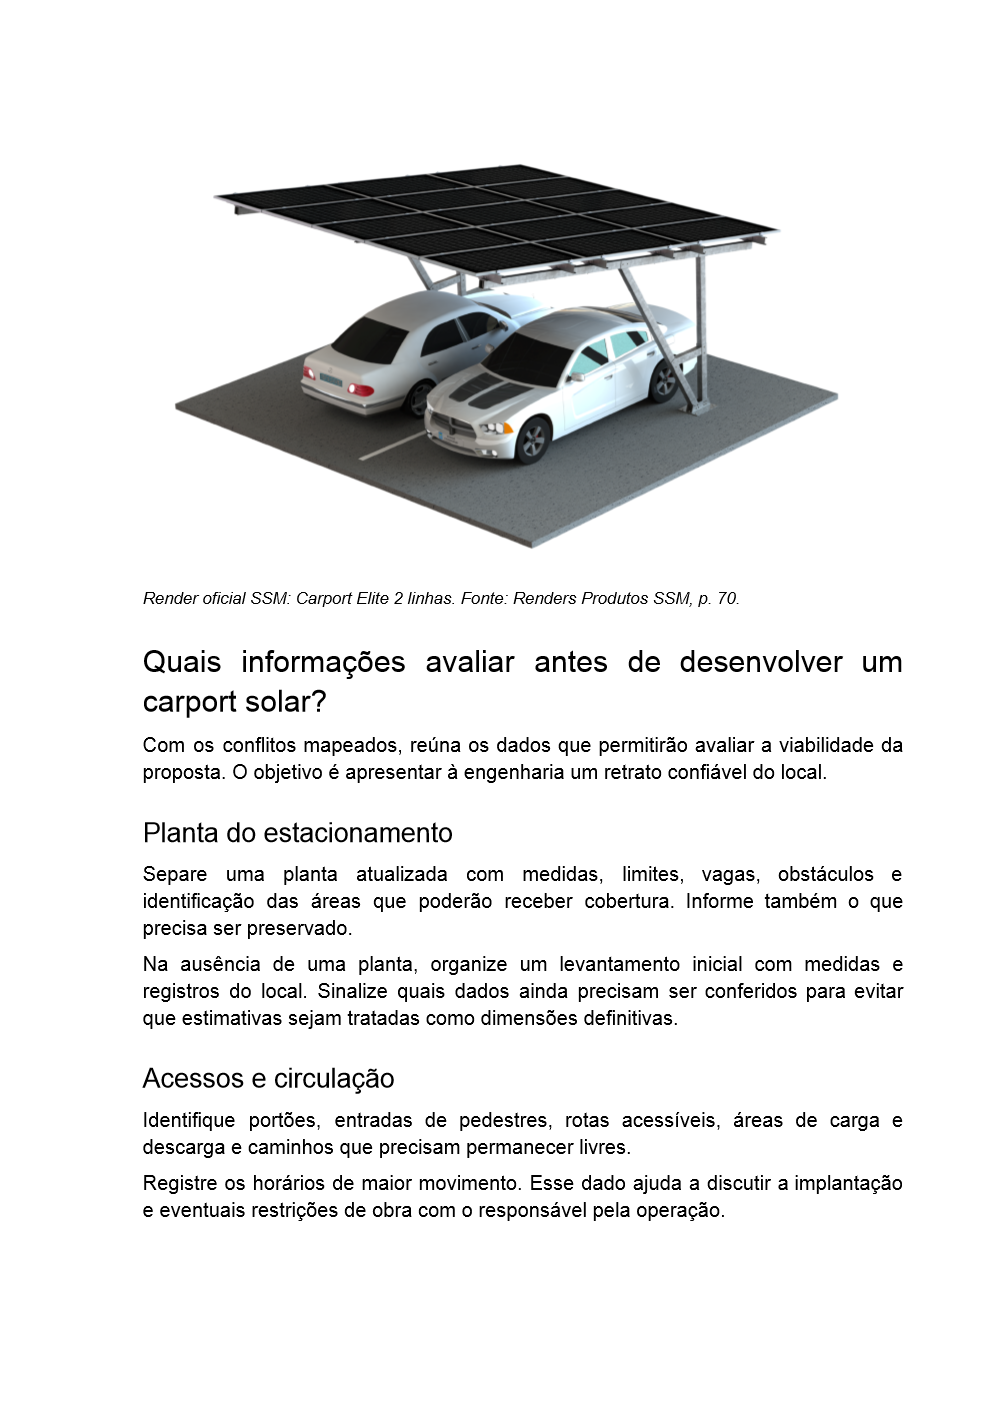 Render oficial SSM: Carport Elite 2 linhas. Fonte: Renders Produtos SSM, p. 70.
Quais informações avaliar antes de desenvolver um
carport solar?
Com os conflitos mapeados, reúna os dados que permitirão avaliar a viabilidade da
proposta. O objetivo é apresentar à engenharia um retrato confiável do local.
Planta do estacionamento
Separe uma planta atualizada com medidas, limites, vagas, obstáculos e
identificação das áreas que poderão receber cobertura. Informe também o que
precisa ser preservado.
Na ausência de uma planta, organize um levantamento inicial com medidas e
registros do local. Sinalize quais dados ainda precisam ser conferidos para evitar
que estimativas sejam tratadas como dimensões definitivas.
Acessos e circulação
Identifique portões, entradas de pedestres, rotas acessíveis, áreas de carga e
descarga e caminhos que precisam permanecer livres.
Registre os horários de maior movimento. Esse dado ajuda a discutir a implantação
e eventuais restrições de obra com o responsável pela operação.